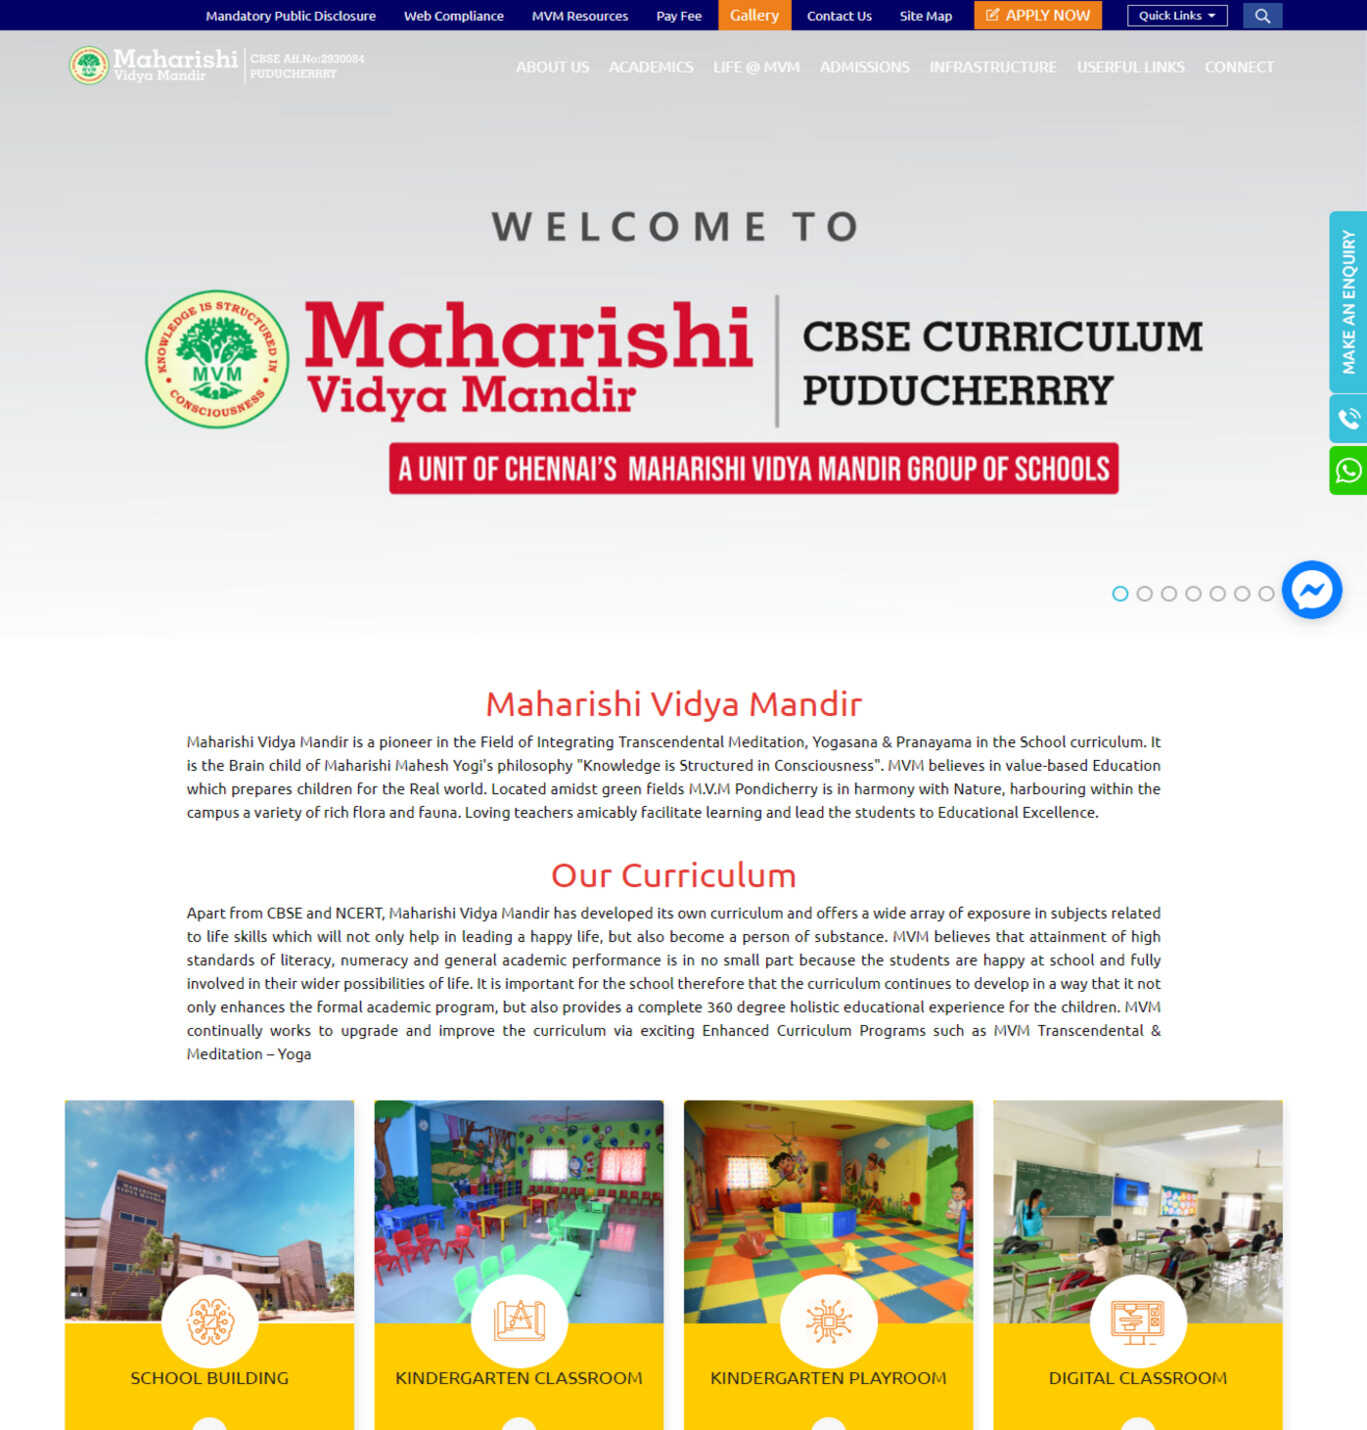 Mandatory Public Disclosure Web Compliance MVM Resources Pay Fee Gallery Contact Us Site Map APPLY NOW Quick Links
Maharishi
Vidya Mandir
CBSE Aff.No:2930084
PUDUCHERRRY
ABOUT US ACADEMICS LIFE @ MVM ADMISSIONS INFRASTRUCTURE USERFUL LINKS CONNECT
WELCOME TO
KNOWLEDGE IS STRUCTURED IN
MVM
CONSCIOUSNESS
Maharishi
Vidya Mandir
CBSE CURRICULUM
PUDUCHERRRY
A UNIT OF CHENNAI'S MAHARISHI VIDYA MANDIR GROUP OF SCHOOLS
MAKE AN ENQUIRY
Maharishi Vidya Mandir
Maharishi Vidya Mandir is a pioneer in the Field of Integrating Transcendental Meditation, Yogasana & Pranayama in the School curriculum. It
is the Brain child of Maharishi Mahesh Yogi's philosophy "Knowledge is Structured in Consciousness". MVM believes in value-based Education
which prepares children for the Real world. Located amidst green fields M.V.M Pondicherry is in harmony with Nature, harbouring within the
campus a variety of rich flora and fauna. Loving teachers amicably facilitate learning and lead the students to Educational Excellence.
Our Curriculum
Apart from CBSE and NCERT, Maharishi Vidya Mandir has developed its own curriculum and offers a wide array of exposure in subjects related
to life skills which will not only help in leading a happy life, but also become a person of substance. MVM believes that attainment of high
standards of literacy, numeracy and general academic performance is in no small part because the students are happy at school and fully
involved in their wider possibilities of life. It is important for the school therefore that the curriculum continues to develop in a way that it not
only enhances the formal academic program, but also provides a complete 360 degree holistic educational experience for the children. MVM
continually works to upgrade and improve the curriculum via exciting Enhanced Curriculum Programs such as MVM Transcendental &
Meditation – Yoga
MAHARISHI
VIDYA MANDIR
SCHOOL BUILDING
KINDERGARTEN CLASSROOM
KINDERGARTEN PLAYROOM
DIGITAL CLASSROOM